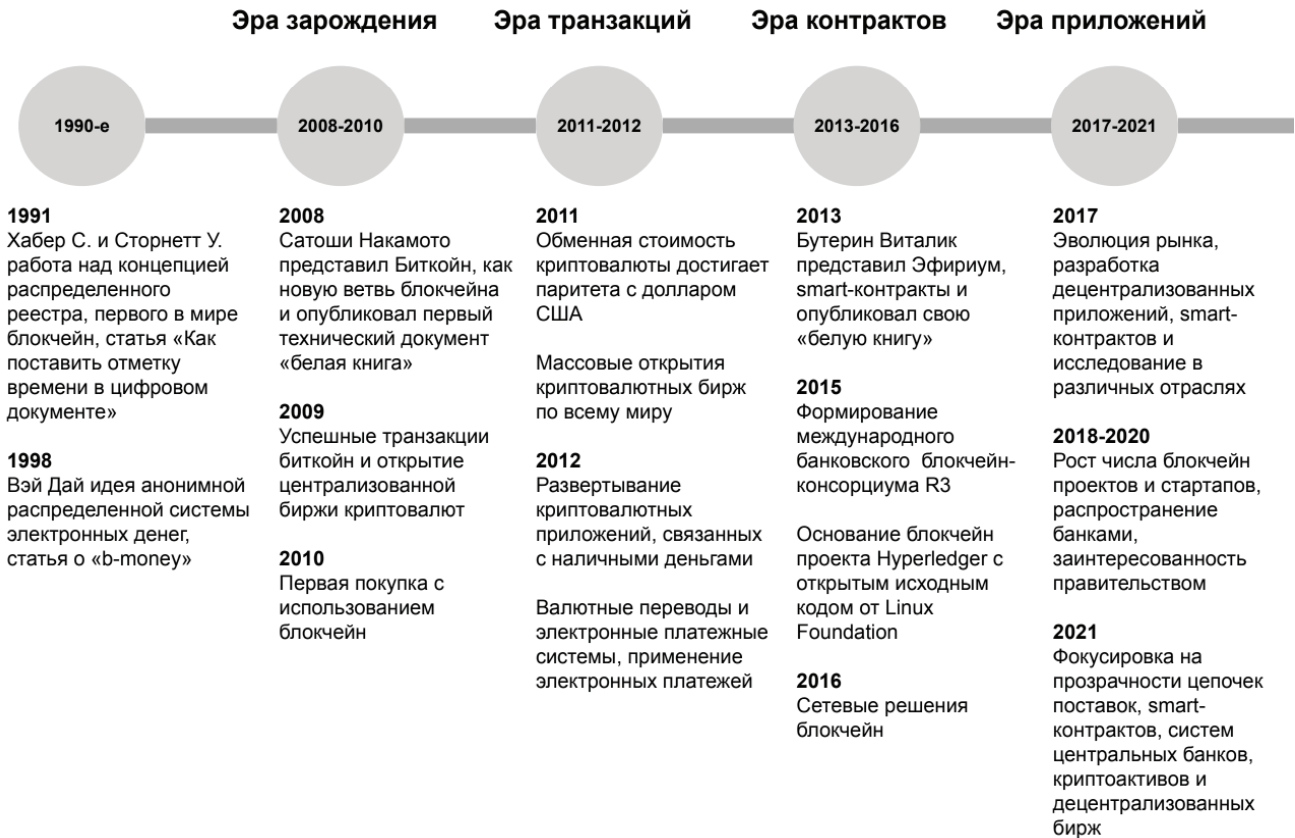 Эра зарождения
Эра транзакций
Эра контрактов
Эра приложений
1990-е
2008-2010
2011-2012
2013-2016
2017-2021
1991
Хабер С. и Сторнетт У.
работа над концепцией
распределенного
реестра, первого в мире
блокчейн, статья «Как
поставить отметку
времени в цифровом
документе»
1998
Вэй Дай идея анонимной
распределенной системы
электронных денег,
статья о «b-money»
2008
Сатоши Накамото
представил Биткойн, как
новую ветвь блокчейна
и опубликовал первый
технический документ
«белая книга»
2009
Успешные транзакции
биткойн и открытие
централизованной
биржи криптовалют
2010
Первая покупка с
использованием
блокчейн
2011
Обменная стоимость
криптовалюты достигает
паритета с долларом
США
Массовые открытия
криптовалютных бирж
по всему миру
2012
Развертывание
криптовалютных
приложений, связанных
с наличными деньгами
Валютные переводы и
электронные платежные
системы, применение
электронных платежей
2013
Бутерин Виталик
представил Эфириум,
smart-контракты и
опубликовал свою
«белую книгу»
2015
Формирование
международного
банковского блокчейн-
консорциума R3
Основание блокчейн
проекта Hyperledger с
открытым исходным
кодом от Linux
Foundation
2016
Сетевые решения
блокчейн
2017
Эволюция рынка,
разработка
децентрализованных
приложений, smart-
контрактов и
исследование в
различных отраслях
2018-2020
Рост числа блокчейн
проектов и стартапов,
распространение
банками,
заинтересованность
правительством
2021
Фокусировка на
прозрачности цепочек
поставок, smart-
контрактов, систем
центральных банков,
криптоактивов и
децентрализованных
бирж